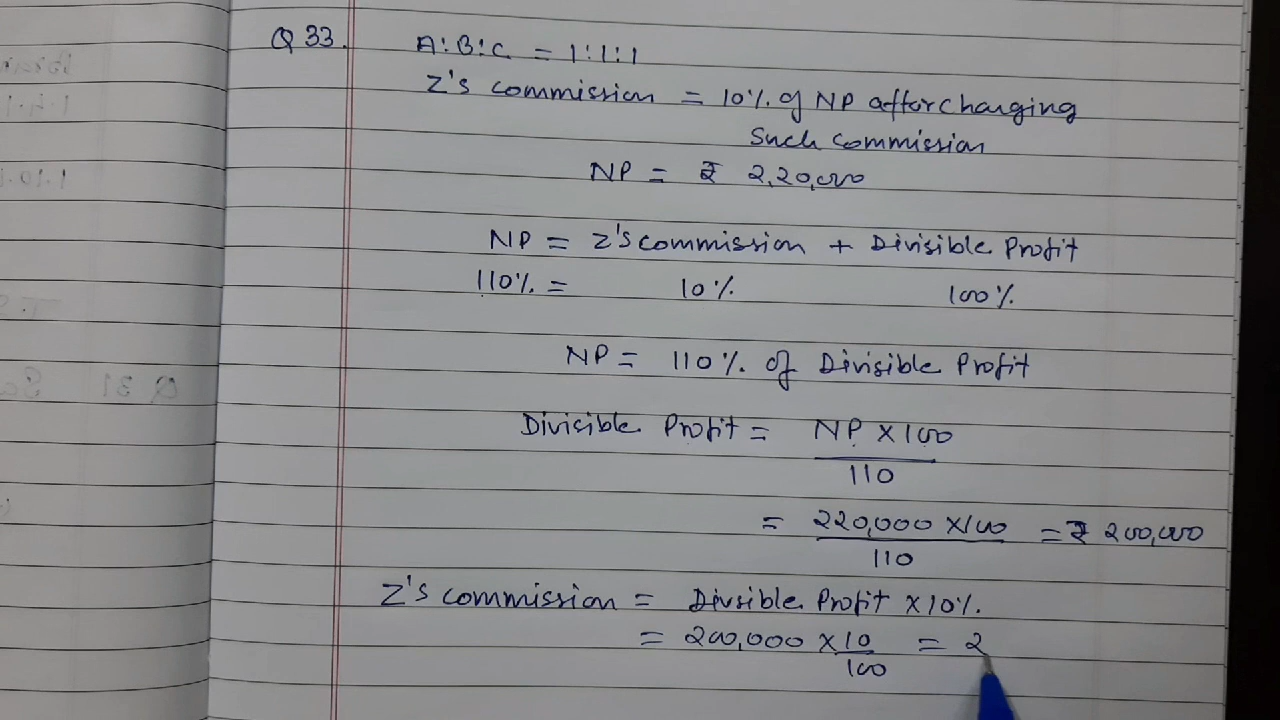 Q 33.
A:B:C = 1:1:1
Z's commission = 10% of NP after charging
Such commission
NP = ₹ 2,20,000
NP = Z's commission + Divisible Profit
110% = 10% 100%
NP = 110% of Divisible Profit
Divisible Profit = NP × 100
110
= 220,000 × 100 = ₹ 200,000
110
Z's commission = Divsible Profit × 10%.
= 200,000 × 10 = 2
100
Q 31